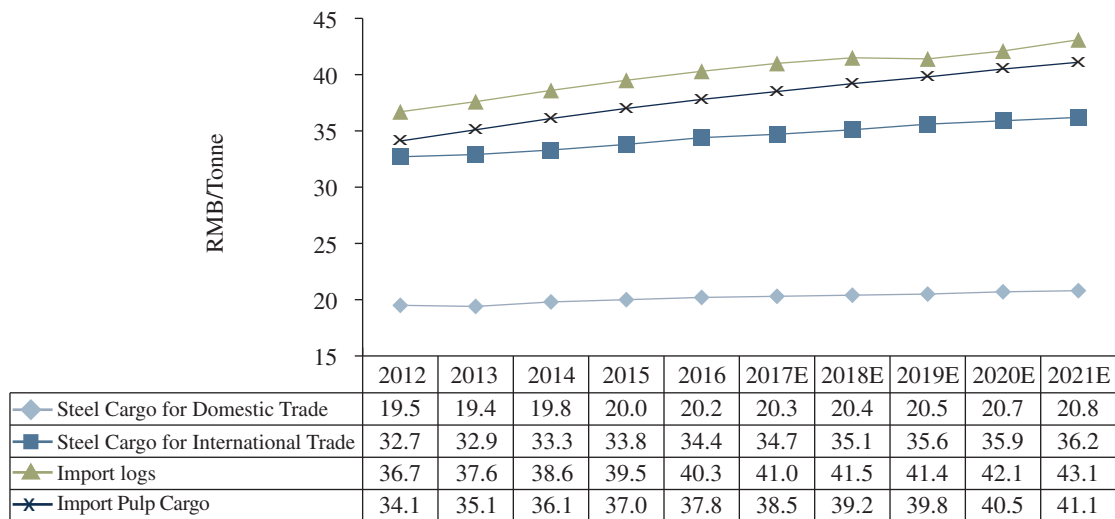 RMB/Tonne
45
40
35
30
25
20
15
2012 2013 2014 2015 2016 2017E 2018E 2019E 2020E 2021E
Steel Cargo for Domestic Trade 19.5 19.4 19.8 20.0 20.2 20.3 20.4 20.5 20.7 20.8
Steel Cargo for International Trade 32.7 32.9 33.3 33.8 34.4 34.7 35.1 35.6 35.9 36.2
Import logs 36.7 37.6 38.6 39.5 40.3 41.0 41.5 41.4 42.1 43.1
Import Pulp Cargo 34.1 35.1 36.1 37.0 37.8 38.5 39.2 39.8 40.5 41.1